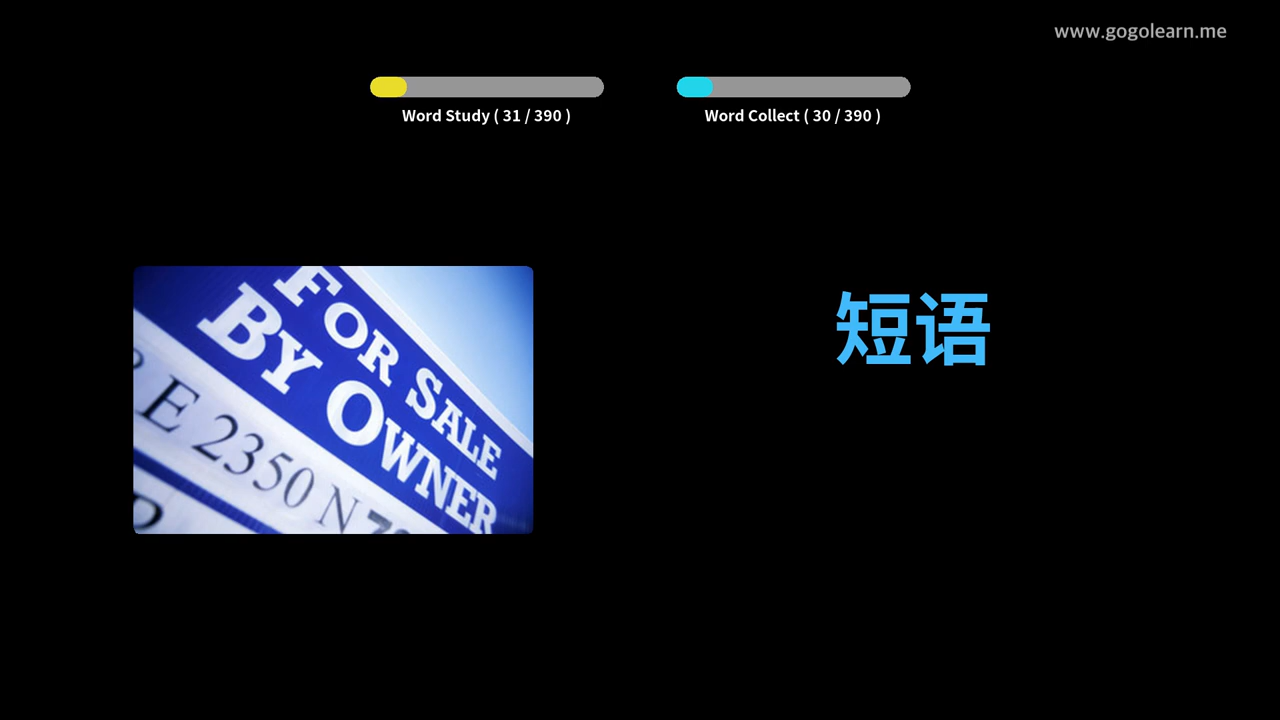 www.gogolearn.me
Word Study ( 31 / 390 )
Word Collect ( 30 / 390 )
FOR SALE
BY OWNER
E 2350 N
短语